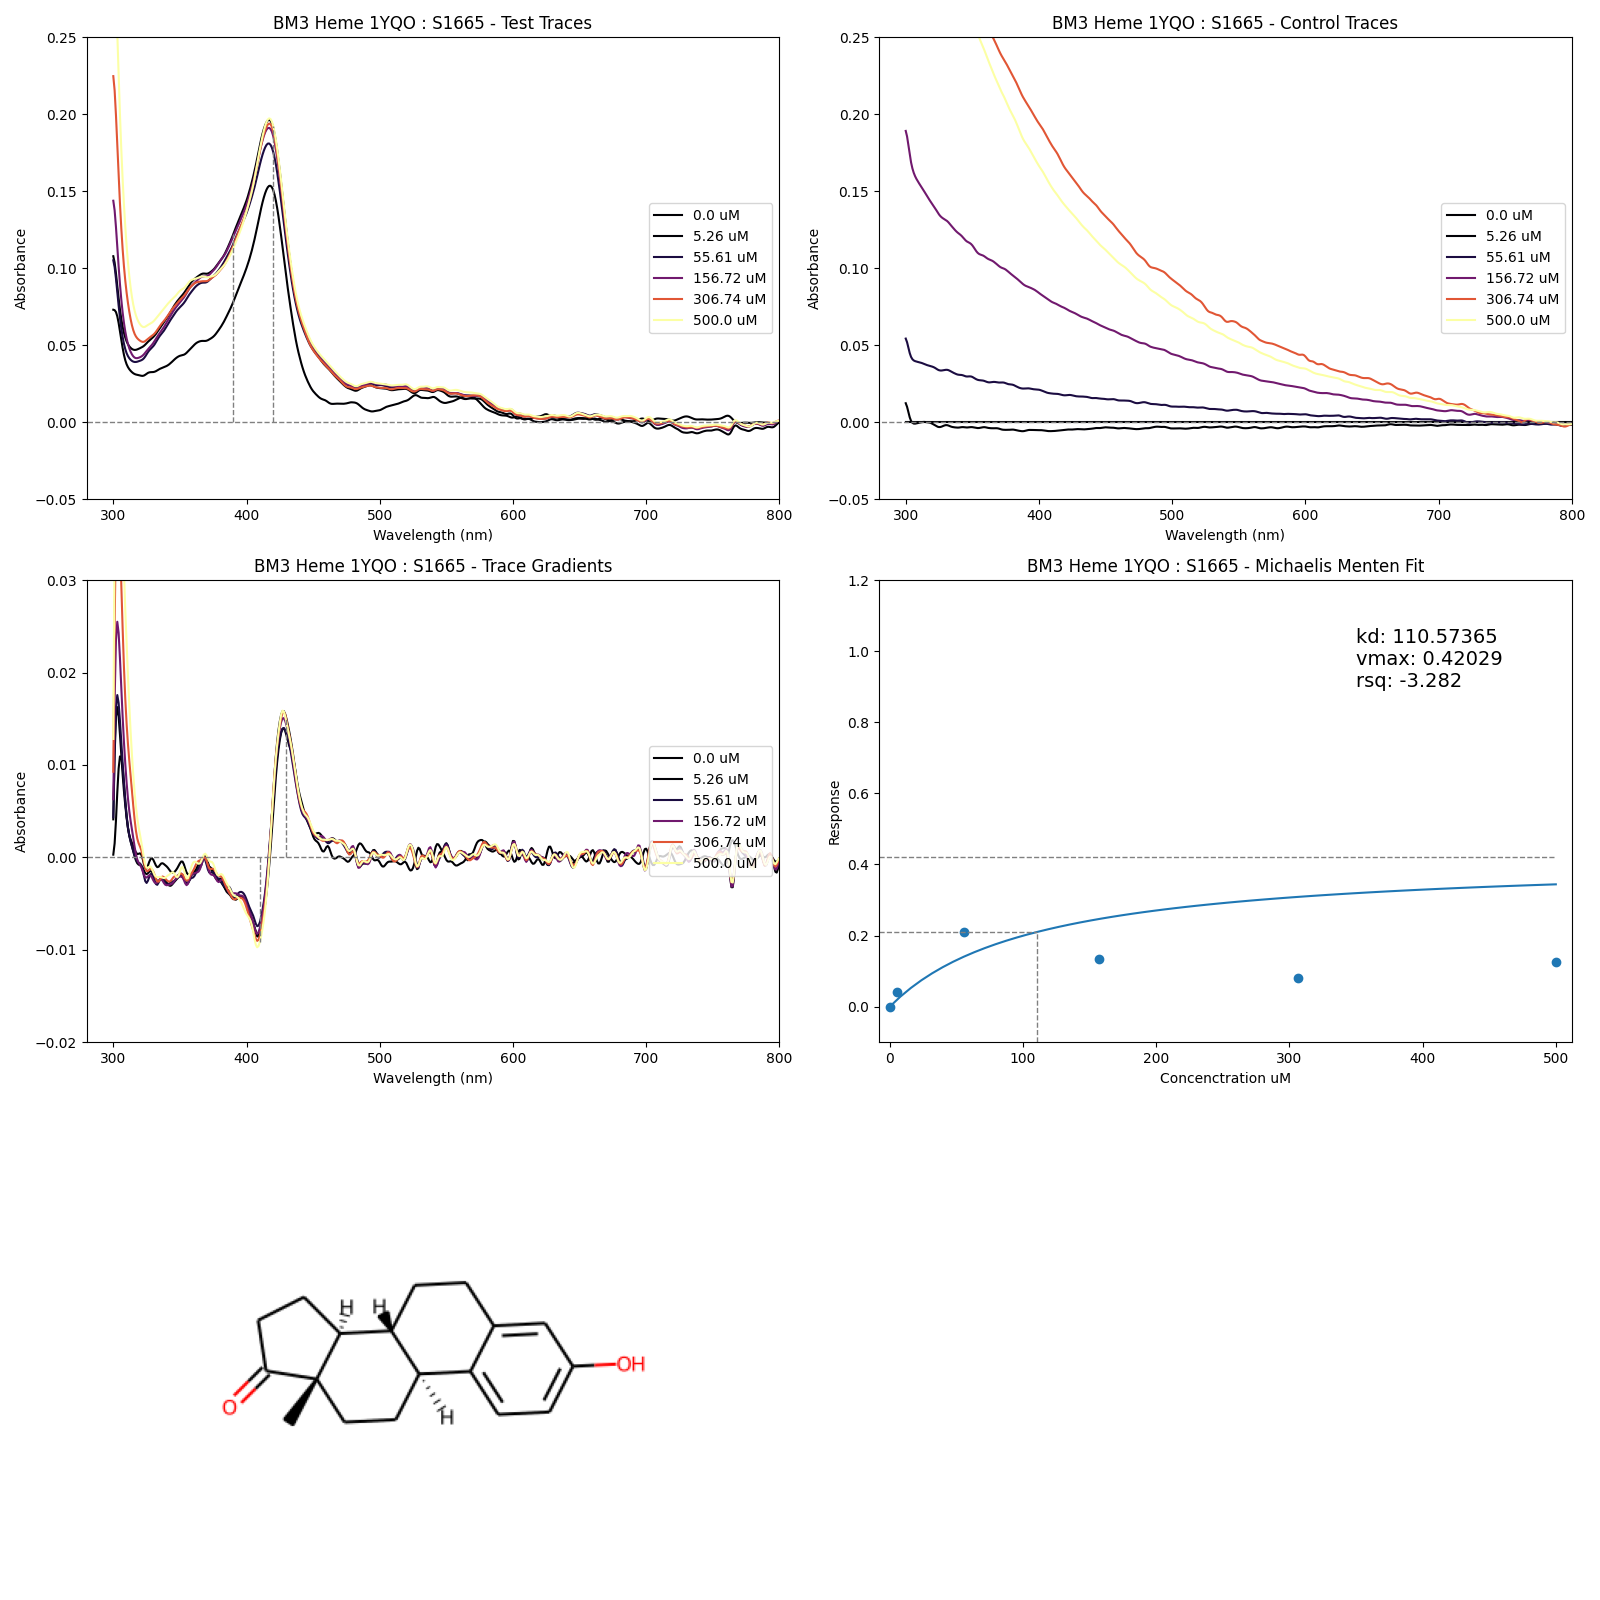 BM3 Heme 1YQO : S1665 - Test Traces
0.25
0.20
0.15
0.10
0.05
0.00
−0.05
Absorbance
300 400 500 600 700 800
Wavelength (nm)
0.0 uM
5.26 uM
55.61 uM
156.72 uM
306.74 uM
500.0 uM
BM3 Heme 1YQO : S1665 - Control Traces
0.25
0.20
0.15
0.10
0.05
0.00
−0.05
Absorbance
300 400 500 600 700 800
Wavelength (nm)
0.0 uM
5.26 uM
55.61 uM
156.72 uM
306.74 uM
500.0 uM
BM3 Heme 1YQO : S1665 - Trace Gradients
0.03
0.02
0.01
0.00
−0.01
−0.02
Absorbance
300 400 500 600 700 800
Wavelength (nm)
0.0 uM
5.26 uM
55.61 uM
156.72 uM
306.74 uM
500.0 uM
BM3 Heme 1YQO : S1665 - Michaelis Menten Fit
1.2
1.0
0.8
0.6
0.4
0.2
0.0
Response
0 100 200 300 400 500
Concenctration uM
kd: 110.57365
vmax: 0.42029
rsq: -3.282
H H
OH
O
H